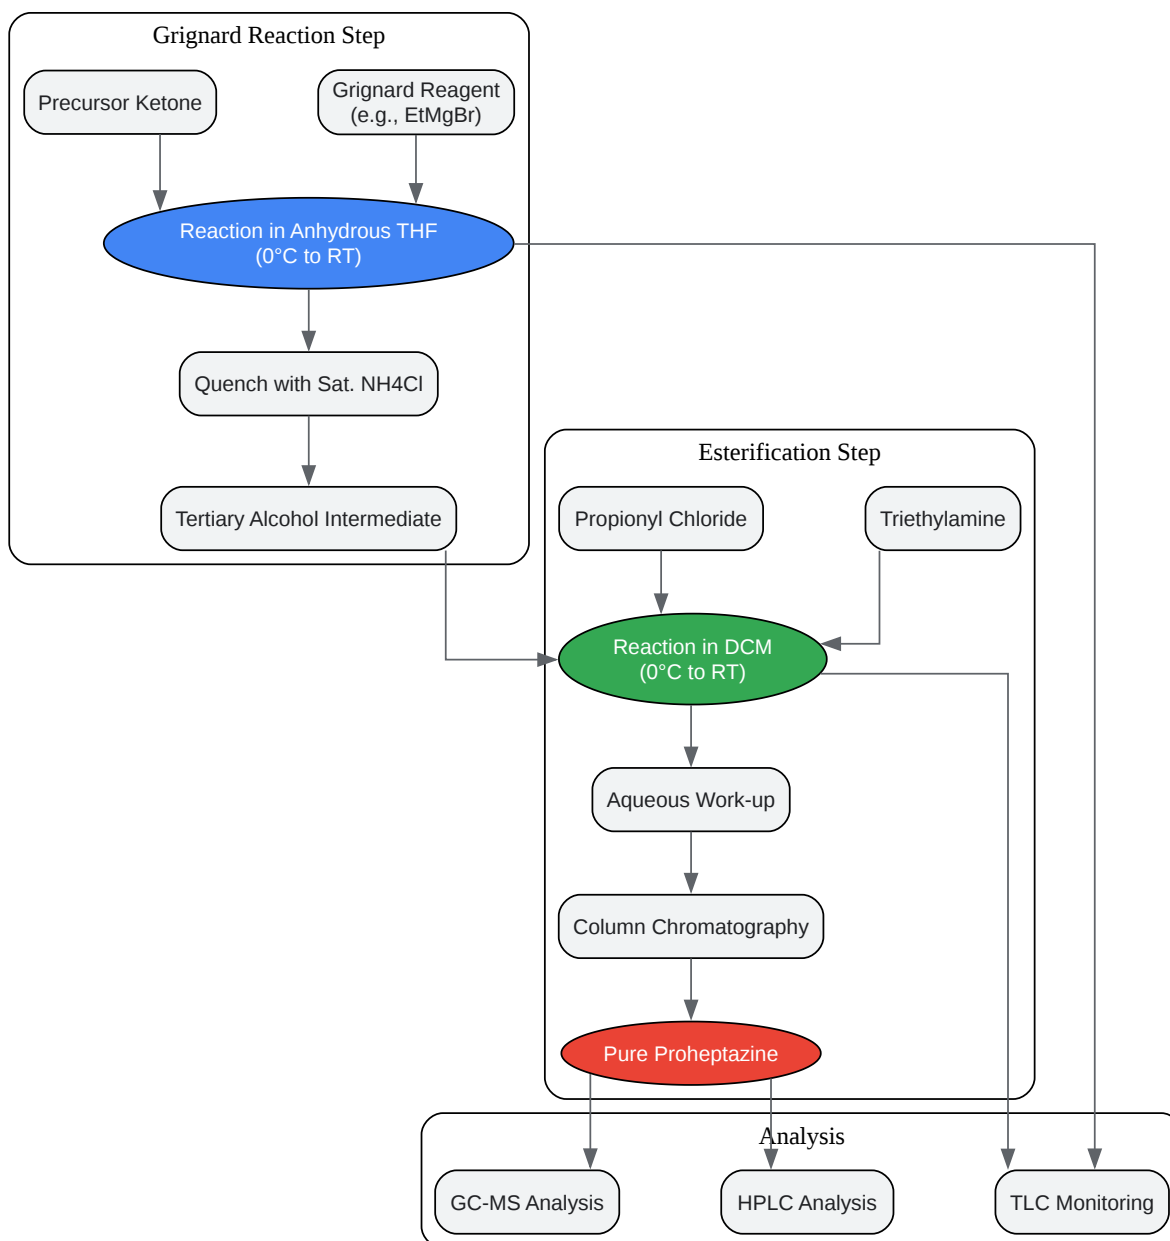 Grignard Reaction Step
Precursor Ketone
Grignard Reagent
(e.g., EtMgBr)
Reaction in Anhydrous THF
(0°C to RT)
Quench with Sat. NH4Cl
Tertiary Alcohol Intermediate
Esterification Step
Propionyl Chloride
Triethylamine
Reaction in DCM
(0°C to RT)
Aqueous Work-up
Column Chromatography
Pure Proheptazine
Analysis
GC-MS Analysis
HPLC Analysis
TLC Monitoring